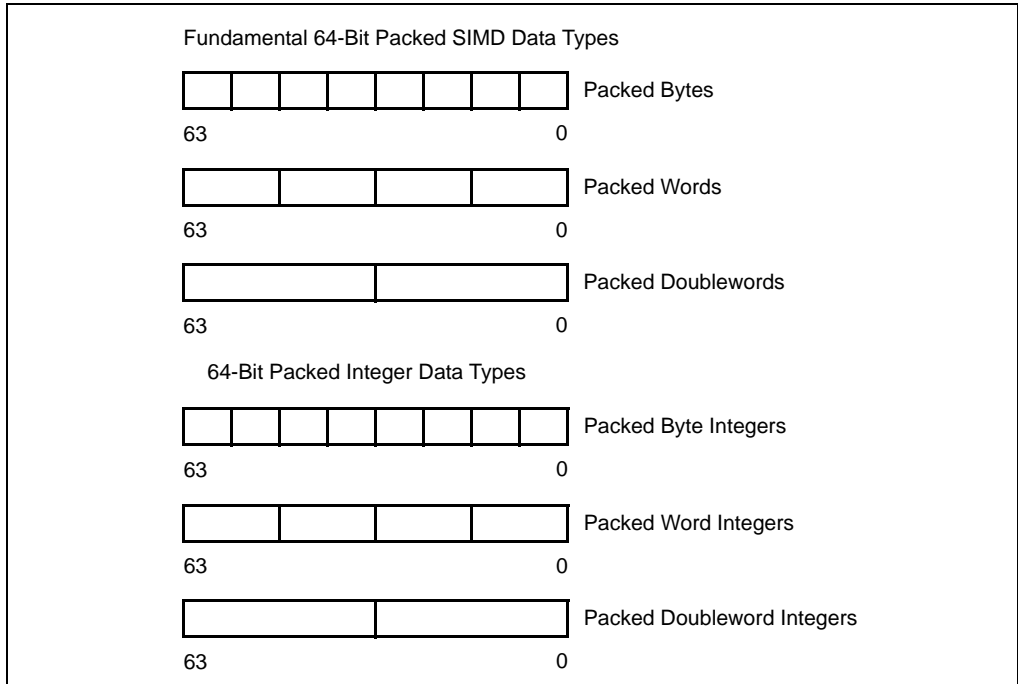 Fundamental 64-Bit Packed SIMD Data Types
Packed Bytes
63 0
Packed Words
63 0
Packed Doublewords
63 0
64-Bit Packed Integer Data Types
Packed Byte Integers
63 0
Packed Word Integers
63 0
Packed Doubleword Integers
63 0